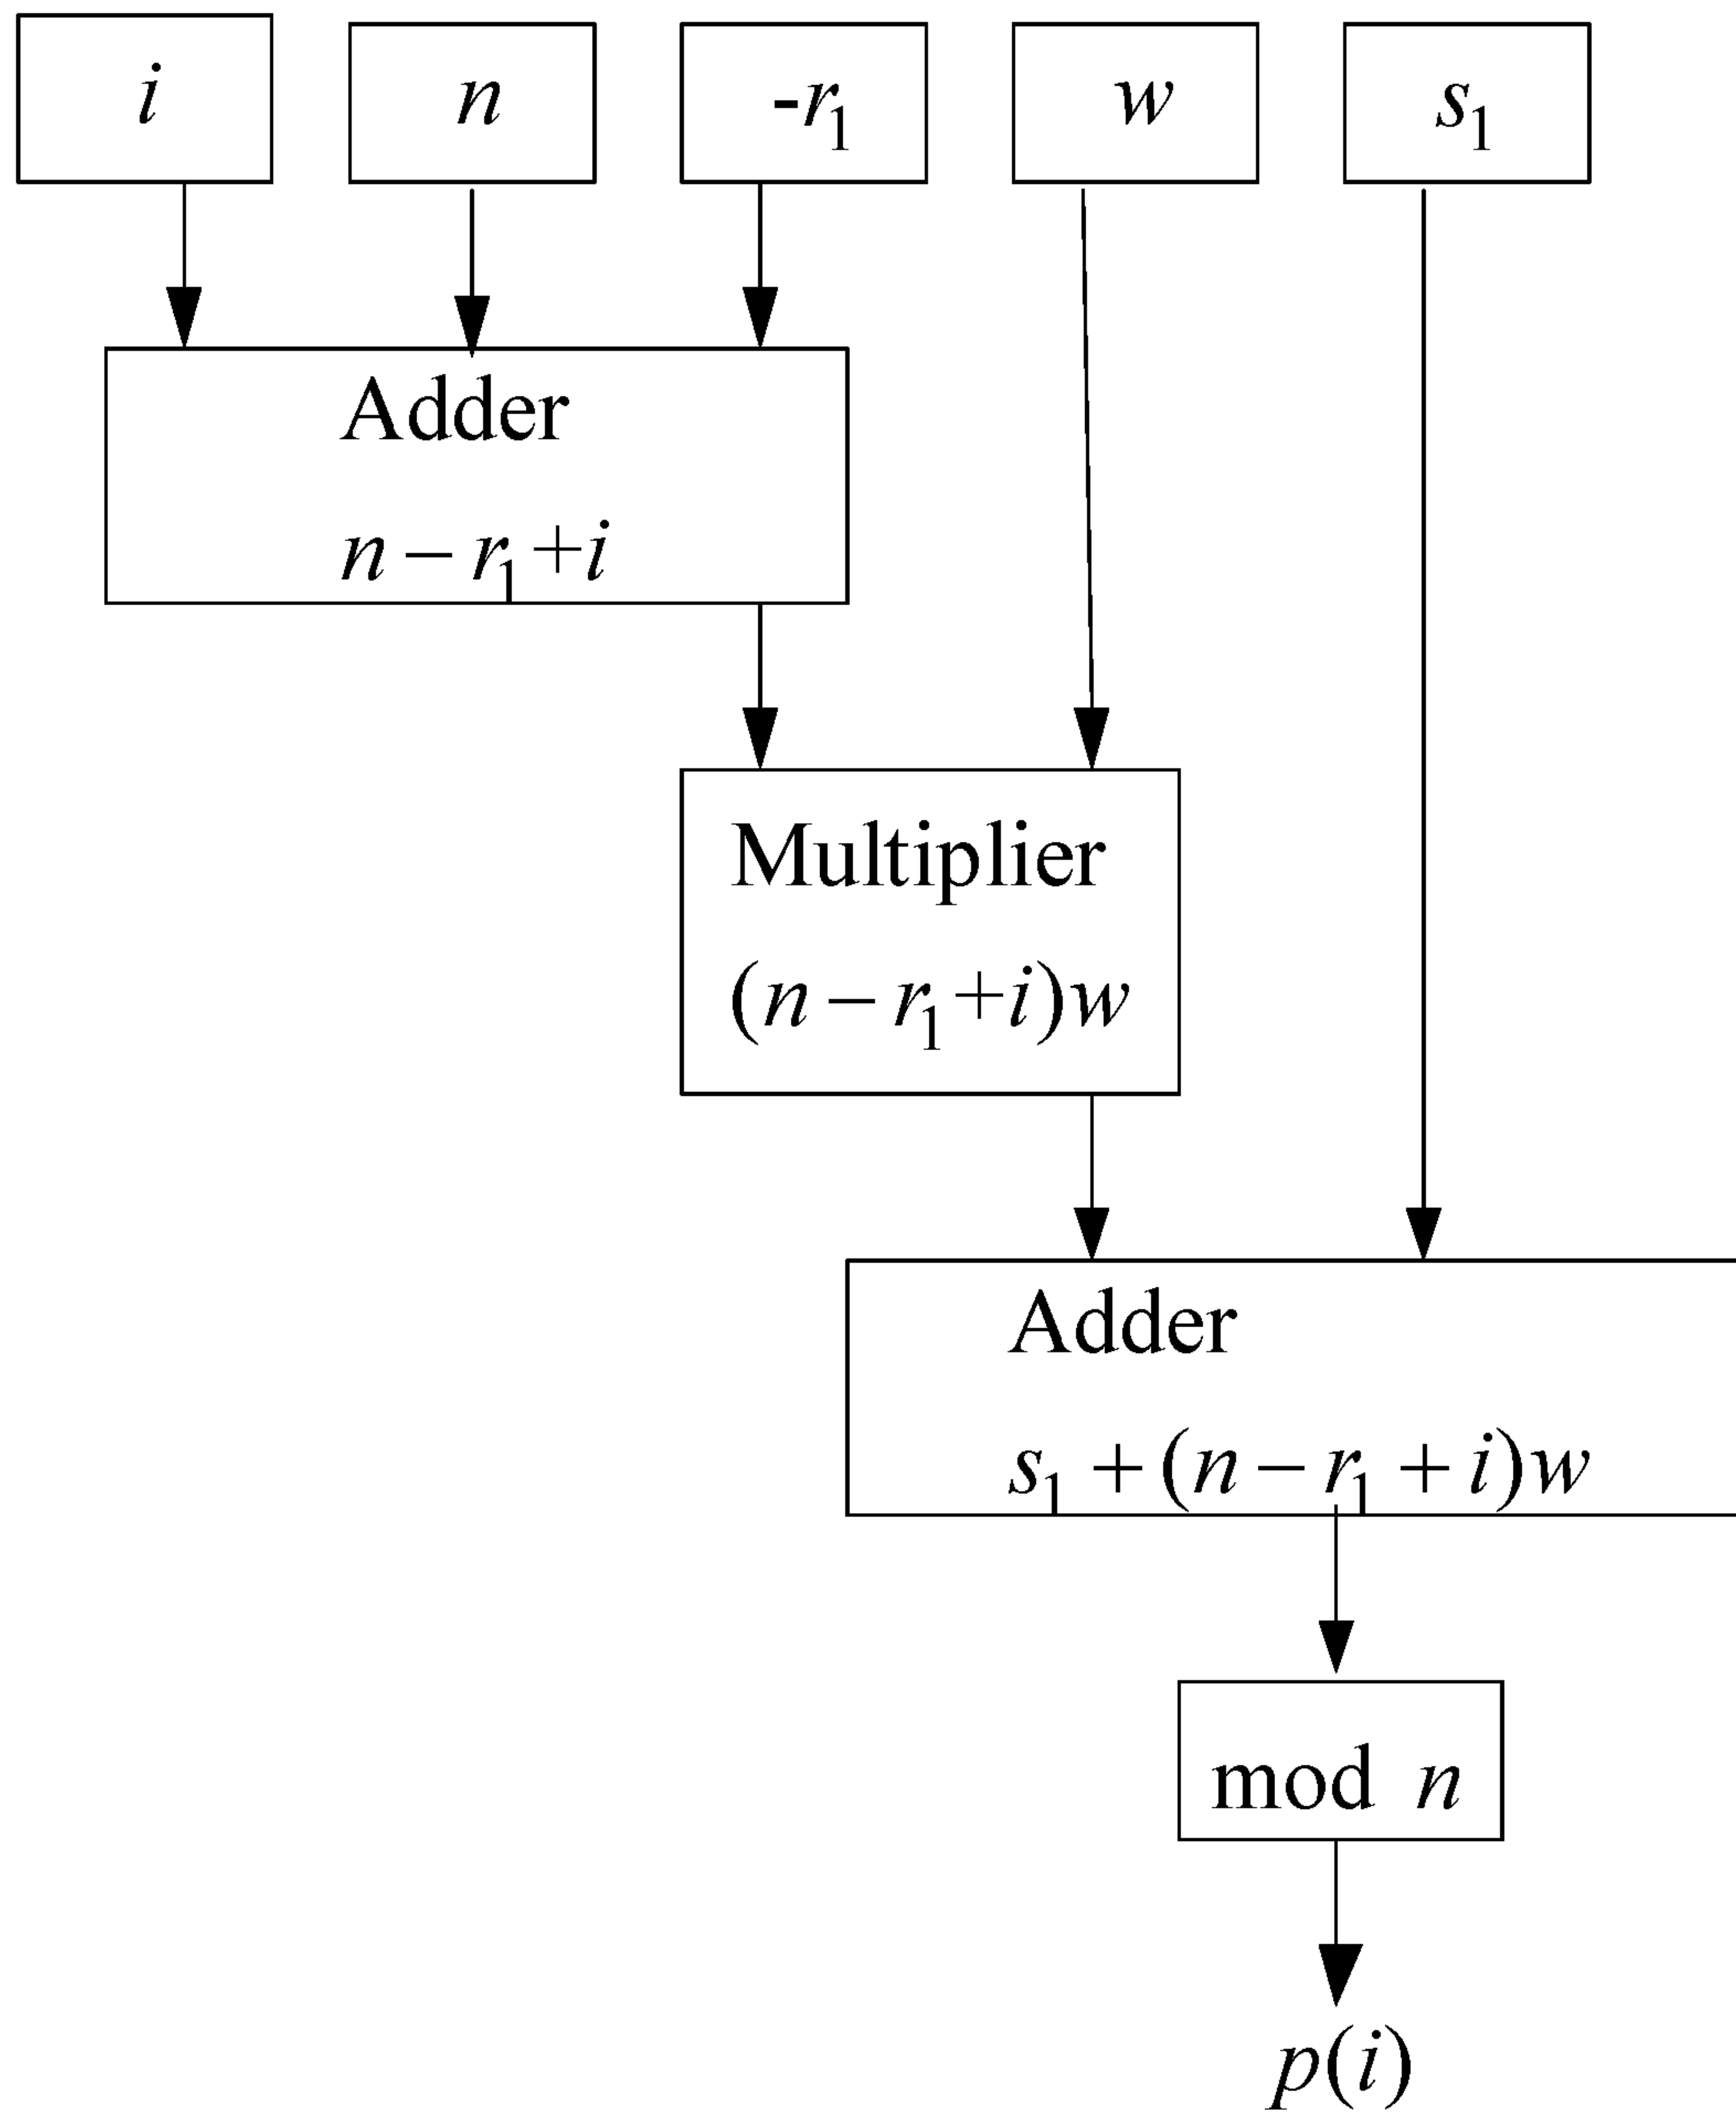 i
n
-r₁
w
s₁
Adder
n − r₁+i
Multiplier
(n − r₁+i)w
Adder
s₁ + (n − r₁ + i)w
mod n
p(i)